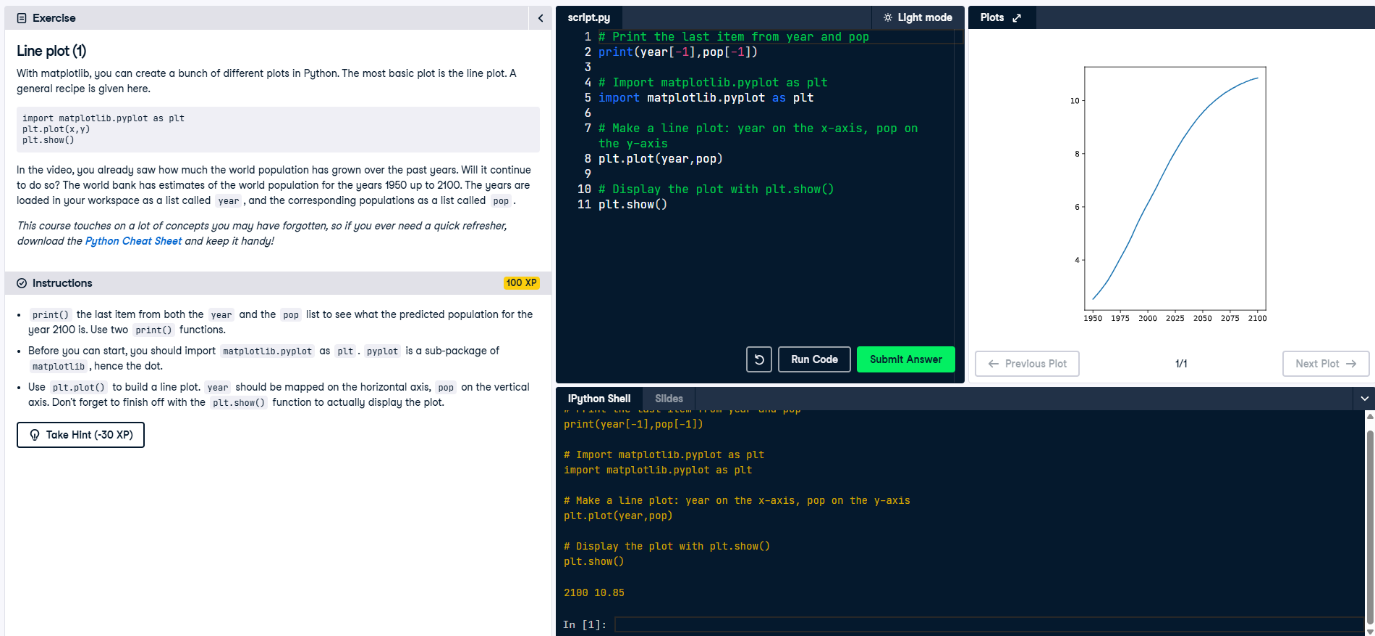 Exercise
Line plot (1)
With matplotlib, you can create a bunch of different plots in Python. The most basic plot is the line plot. A
general recipe is given here.
import matplotlib.pyplot as plt
plt.plot(x,y)
plt.show()
In the video, you already saw how much the world population has grown over the past years. Will it continue
to do so? The world bank has estimates of the world population for the years 1950 up to 2100. The years are
loaded in your workspace as a list called year , and the corresponding populations as a list called pop .
This course touches on a lot of concepts you may have forgotten, so if you ever need a quick refresher,
download the Python Cheat Sheet and keep it handy!
Instructions
100 XP
• print() the last item from both the year and the pop list to see what the predicted population for the
year 2100 is. Use two print() functions.
• Before you can start, you should import matplotlib.pyplot as plt . pyplot is a sub-package of
matplotlib , hence the dot.
• Use plt.plot() to build a line plot. year should be mapped on the horizontal axis, pop on the vertical
axis. Don't forget to finish off with the plt.show() function to actually display the plot.
Take Hint (-30 XP)
script.py
Light mode
1 # Print the last item from year and pop
2 print(year[-1],pop[-1])
3
4 # Import matplotlib.pyplot as plt
5 import matplotlib.pyplot as plt
6
7 # Make a line plot: year on the x-axis, pop on
the y-axis
8 plt.plot(year,pop)
9
10 # Display the plot with plt.show()
11 plt.show()
Run Code
Submit Answer
Plots
10
8
6
4
1950 1975 2000 2025 2050 2075 2100
← Previous Plot
1/1
Next Plot →
IPython Shell
Slides
# Print the last item from year and pop
print(year[-1],pop[-1])
# Import matplotlib.pyplot as plt
import matplotlib.pyplot as plt
# Make a line plot: year on the x-axis, pop on the y-axis
plt.plot(year,pop)
# Display the plot with plt.show()
plt.show()
2100 10.85
In [1]: